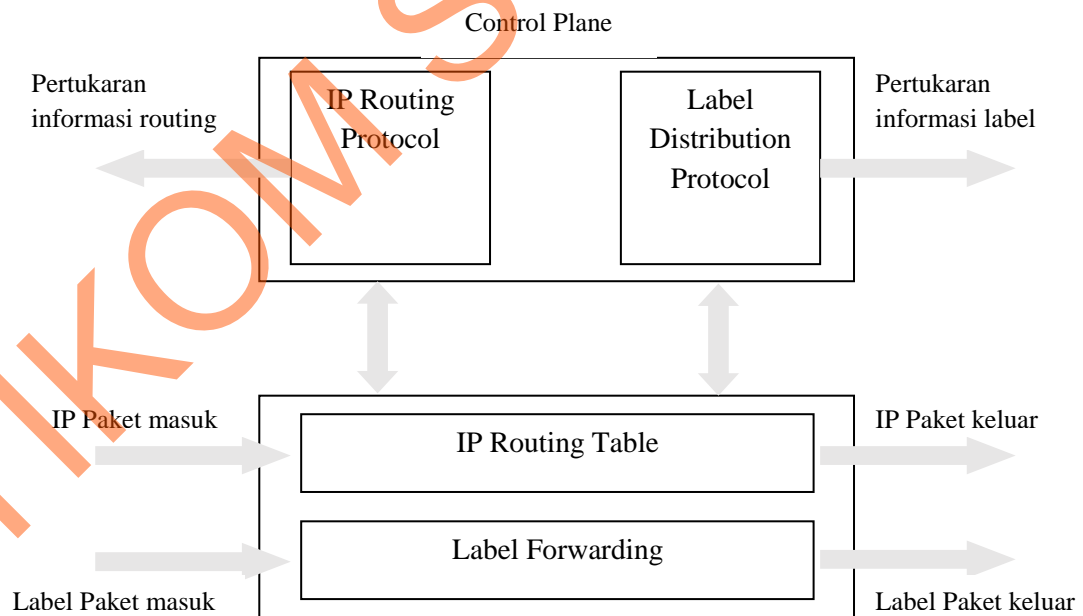 Control Plane
Pertukaran
informasi routing
IP Routing
Protocol
Label
Distribution
Protocol
Pertukaran
informasi label
IP Paket masuk
IP Routing Table
IP Paket keluar
Label Forwarding
Label Paket masuk
Label Paket keluar
IKOM S